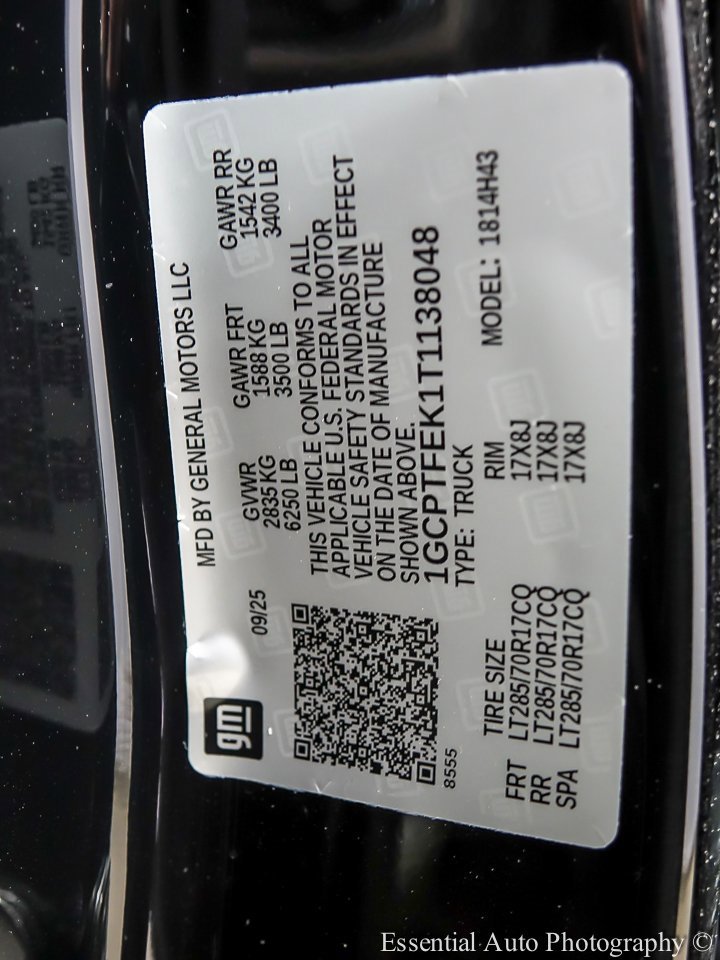 gm
09/25
MFD BY GENERAL MOTORS LLC
GVWR GAWR FRT GAWR RR
2835 KG 1588 KG 1542 KG
6250 LB 3500 LB 3400 LB
THIS VEHICLE CONFORMS TO ALL
APPLICABLE U.S. FEDERAL MOTOR
VEHICLE SAFETY STANDARDS IN EFFECT
ON THE DATE OF MANUFACTURE
SHOWN ABOVE.
1GCPTFEK1T1138048
8555
TYPE: TRUCK MODEL: 1814H43
TIRE SIZE RIM
FRT LT285/70R17CQ 17X8J
RR LT285/70R17CQ 17X8J
SPA LT285/70R17CQ 17X8J
Essential Auto Photography ©